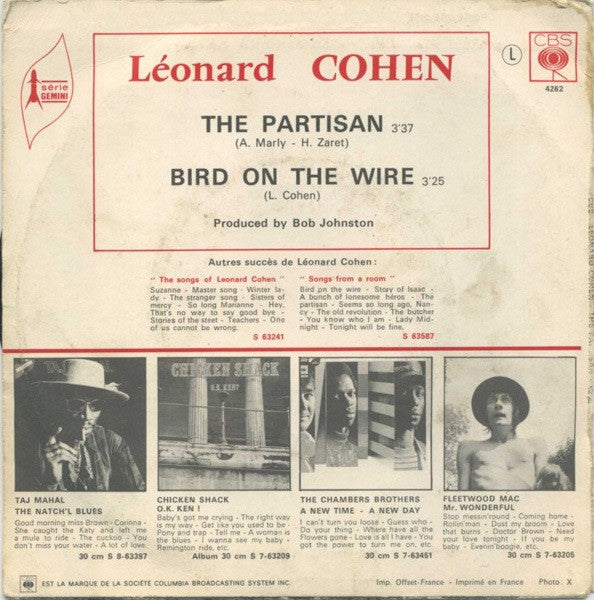 série
GEMINI
Léonard COHEN
L
CBS
4262
THE PARTISAN 3'37
(A. Marly - H. Zaret)
BIRD ON THE WIRE 3'25
(L. Cohen)
Produced by Bob Johnston
Autres succès de Léonard Cohen :
" The songs of Leonard Cohen "
Suzanne - Master song - Winter la-
dy - The stranger song - Sisters of
mercy - So long Marianne - Hey,
That's no way to say good bye -
Stories of the steet - Teachers - One
of us cannot be wrong.
S 63241
" Songs from a room "
Bird on the wire - Story of Isaac -
A bunch of lonesome héros - The
partisan - Seems so long ago, Nan-
cy - The old revolution - The butcher
- You know who I am - Lady Mid-
night - Tonight will be fine.
S 63587
TAJ MAHAL
CHICKEN SHACK
O.K. KEN?
TAJ MAHAL
THE NATCH'L BLUES
Good morning miss Brown - Corinna -
She caught the Katy and left me
a mule to ride - The cuckoo - You
don't miss your water - A lot of love.
30 cm S 8-63397
CHICKEN SHACK
O.K. KEN !
Baby's got me crying - The right way
is my way - Get like you used to be -
Pony and trap - Tell me - A woman is
the blues - I wanna see my baby -
Remington ride, etc.
Album 30 cm S 7-63209
THE CHAMBERS BROTHERS
A NEW TIME - A NEW DAY
I can't turn you loose - Guess who -
Do your thing - Where have all the
Flowers gone - Love is all I have - You
got the power to turn me on, etc.
30 cm S 7-63451
FLEETWOOD MAC
Mr. WONDERFUL
Stop messin'round - Coming home -
Rollin'man - Dust my broom - Love
that burns - Doctor Brown - Need
your love tonight - If you be my
baby - Evenin'boogie, etc.
30 cm S 7-63205
CBS EST LA MARQUE DE LA SOCIÉTÉ COLUMBIA BROADCASTING SYSTEM INC.
Imp. Offset-France - Imprimé en France
Photo : X